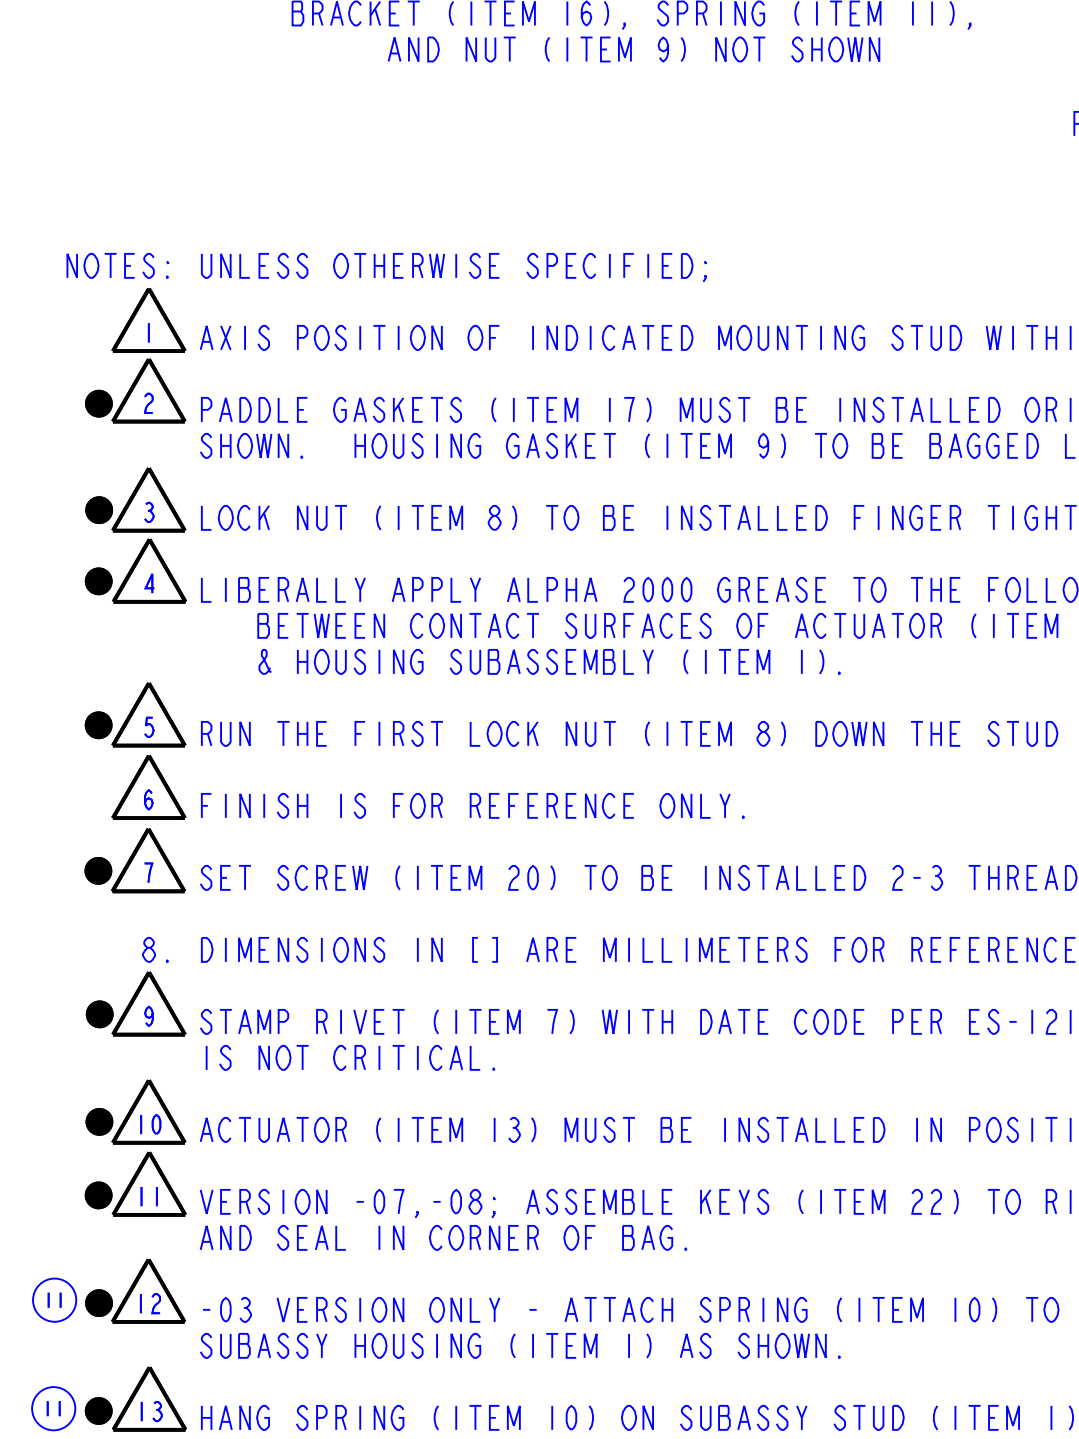 BRACKET (ITEM 16), SPRING (ITEM 11),
AND NUT (ITEM 9) NOT SHOWN
NOTES: UNLESS OTHERWISE SPECIFIED;
1 AXIS POSITION OF INDICATED MOUNTING STUD WITHI
2 PADDLE GASKETS (ITEM 17) MUST BE INSTALLED ORI
SHOWN. HOUSING GASKET (ITEM 9) TO BE BAGGED L
3 LOCK NUT (ITEM 8) TO BE INSTALLED FINGER TIGHT
4 LIBERALLY APPLY ALPHA 2000 GREASE TO THE FOLLO
BETWEEN CONTACT SURFACES OF ACTUATOR (ITEM
& HOUSING SUBASSEMBLY (ITEM 1).
5 RUN THE FIRST LOCK NUT (ITEM 8) DOWN THE STUD
6 FINISH IS FOR REFERENCE ONLY.
7 SET SCREW (ITEM 20) TO BE INSTALLED 2-3 THREAD
8. DIMENSIONS IN [] ARE MILLIMETERS FOR REFERENCE
9 STAMP RIVET (ITEM 7) WITH DATE CODE PER ES-121
IS NOT CRITICAL.
10 ACTUATOR (ITEM 13) MUST BE INSTALLED IN POSITI
11 VERSION -07,-08; ASSEMBLE KEYS (ITEM 22) TO RI
AND SEAL IN CORNER OF BAG.
11 12 -03 VERSION ONLY - ATTACH SPRING (ITEM 10) TO
SUBASSY HOUSING (ITEM 1) AS SHOWN.
11 13 HANG SPRING (ITEM 10) ON SUBASSY STUD (ITEM 1)